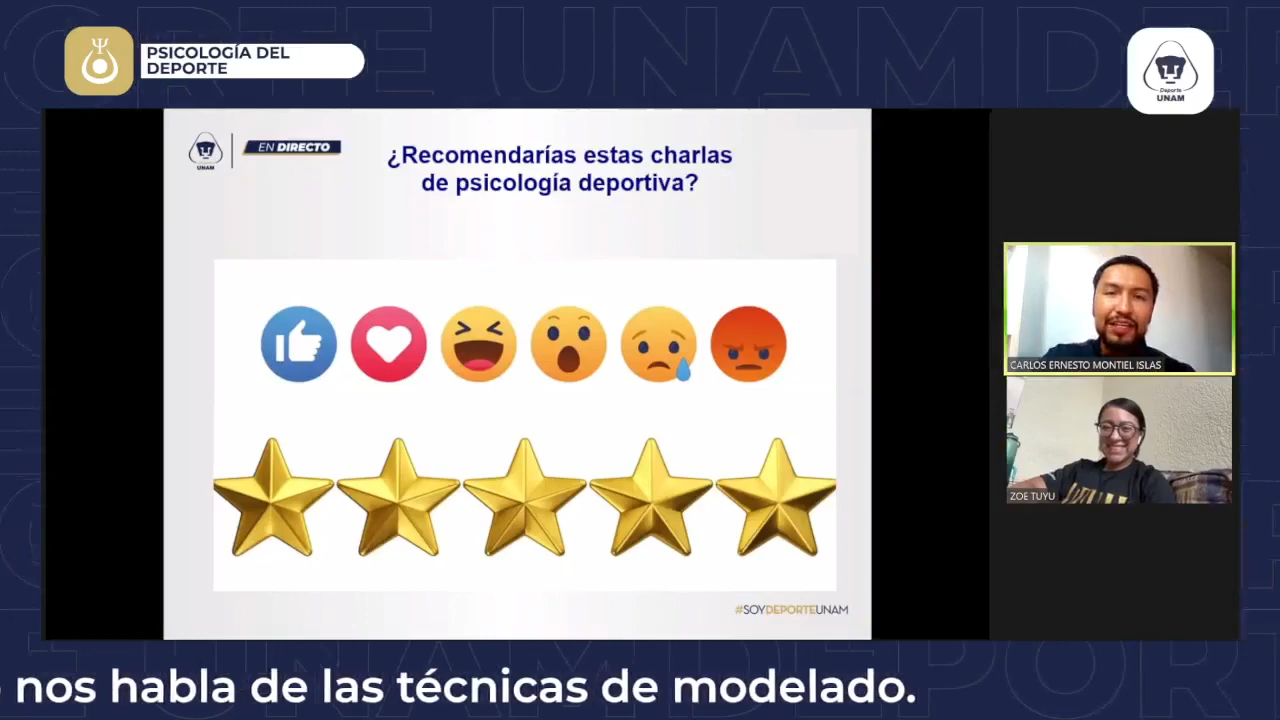 PSICOLOGÍA DEL
DEPORTE
Deporte
UNAM
UNAM
EN DIRECTO
¿Recomendarías estas charlas
de psicología deportiva?
CARLOS ERNESTO MONTIEL ISLAS
ZOE TUYU
#SOYDEPORTEUNAM
nos habla de las técnicas de modelado.